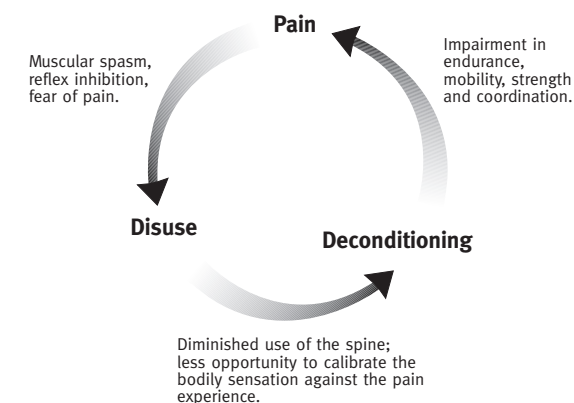 Pain
Muscular spasm,
reflex inhibition,
fear of pain.
Impairment in
endurance,
mobility, strength
and coordination.
Disuse
Deconditioning
Diminished use of the spine;
less opportunity to calibrate the
bodily sensation against the pain
experience.